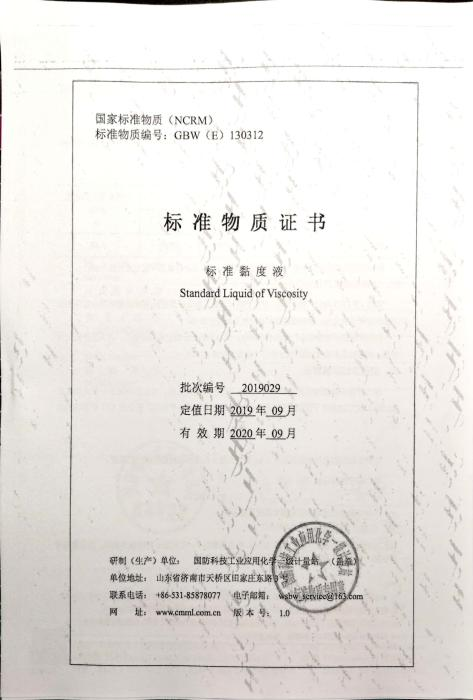 国家标准物质（NCRM）
标准物质编号：GBW（E）130312
标准物质证书
标准黏度液
Standard Liquid of Viscosity
批次编号 2019029
定值日期 2019 年 09 月
有 效 期 2020 年 09 月
研制（生产）单位： 国防科技工业应用化学一级计量站 （盖章）
单位地址： 山东省济南市天桥区田家庄东路 3 号
联系电话： +86-531-85878077 电子邮箱： wsbw_service@163.com
网 址： www.cmml.com.cn 版 本 号： 1.0